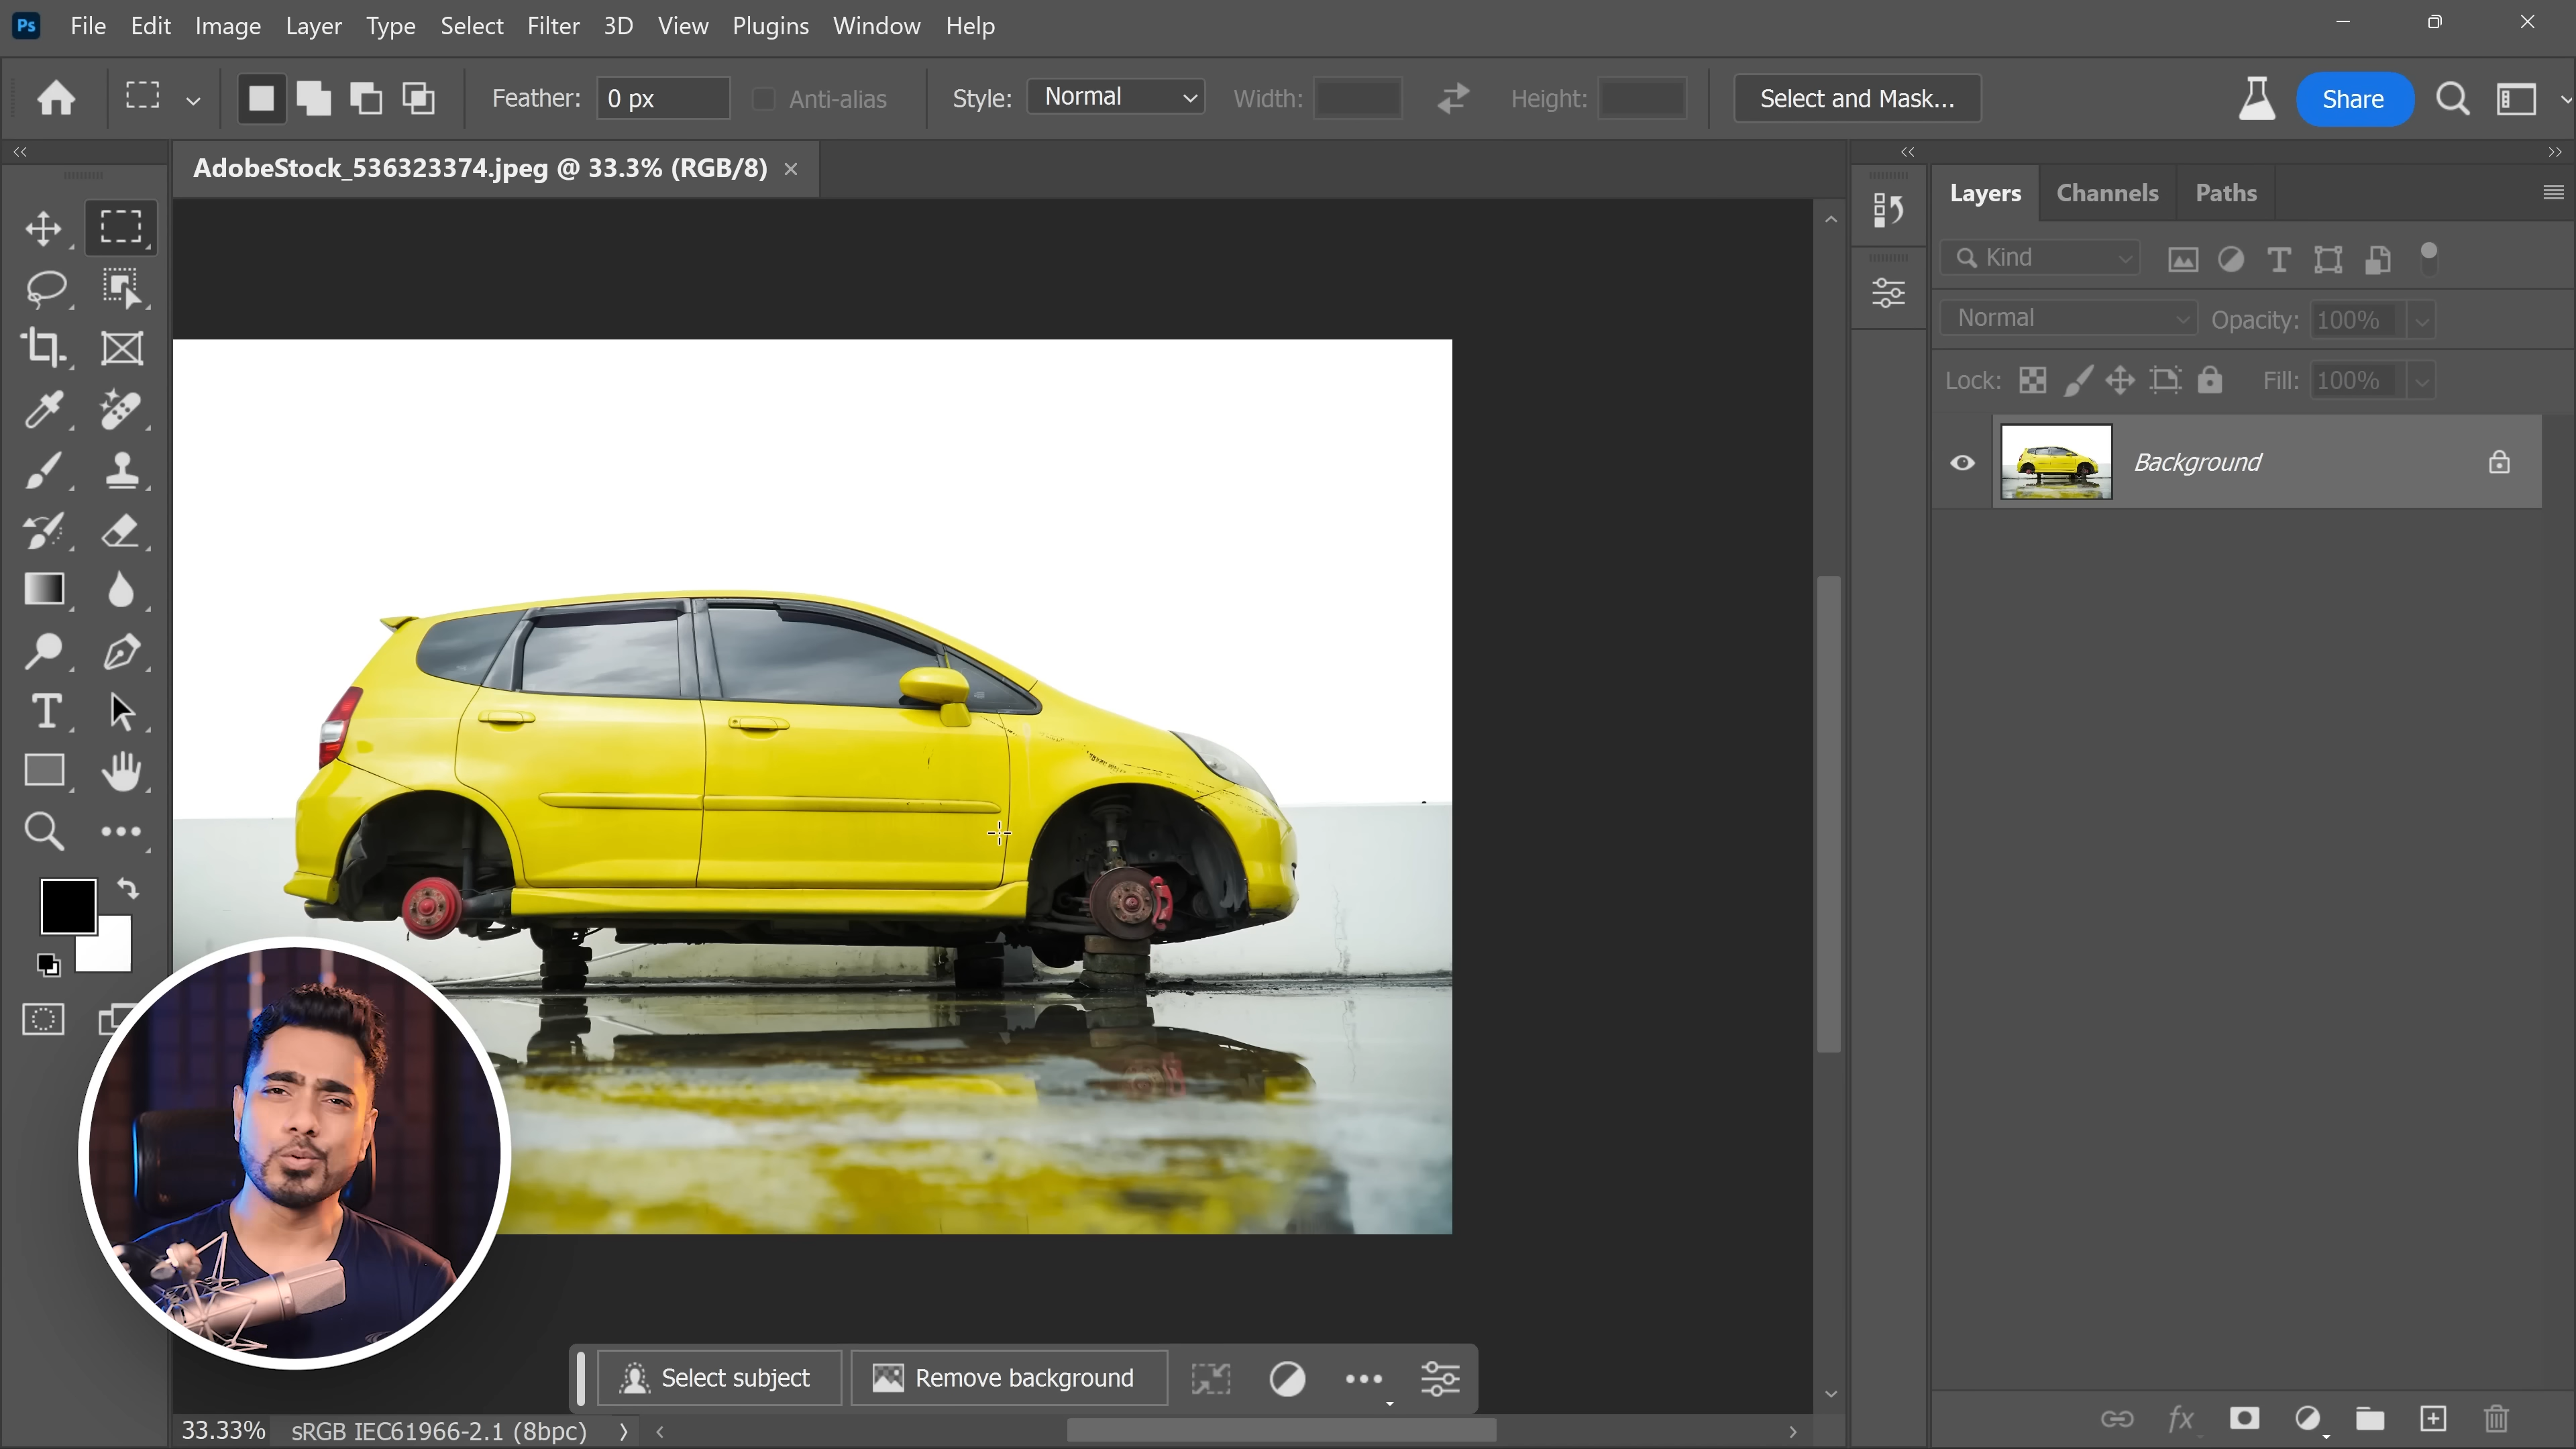 Ps File Edit Image Layer Type Select Filter 3D View Plugins Window Help
Feather: 0 px Anti-alias Style: Normal Width: Height: Select and Mask... Share
AdobeStock_536323374.jpeg @ 33.3% (RGB/8)
Layers Channels Paths
Kind
Normal Opacity: 100%
Lock: Fill: 100%
Background
Select subject Remove background
33.33% sRGB IEC61966-2.1 (8bpc)
fx